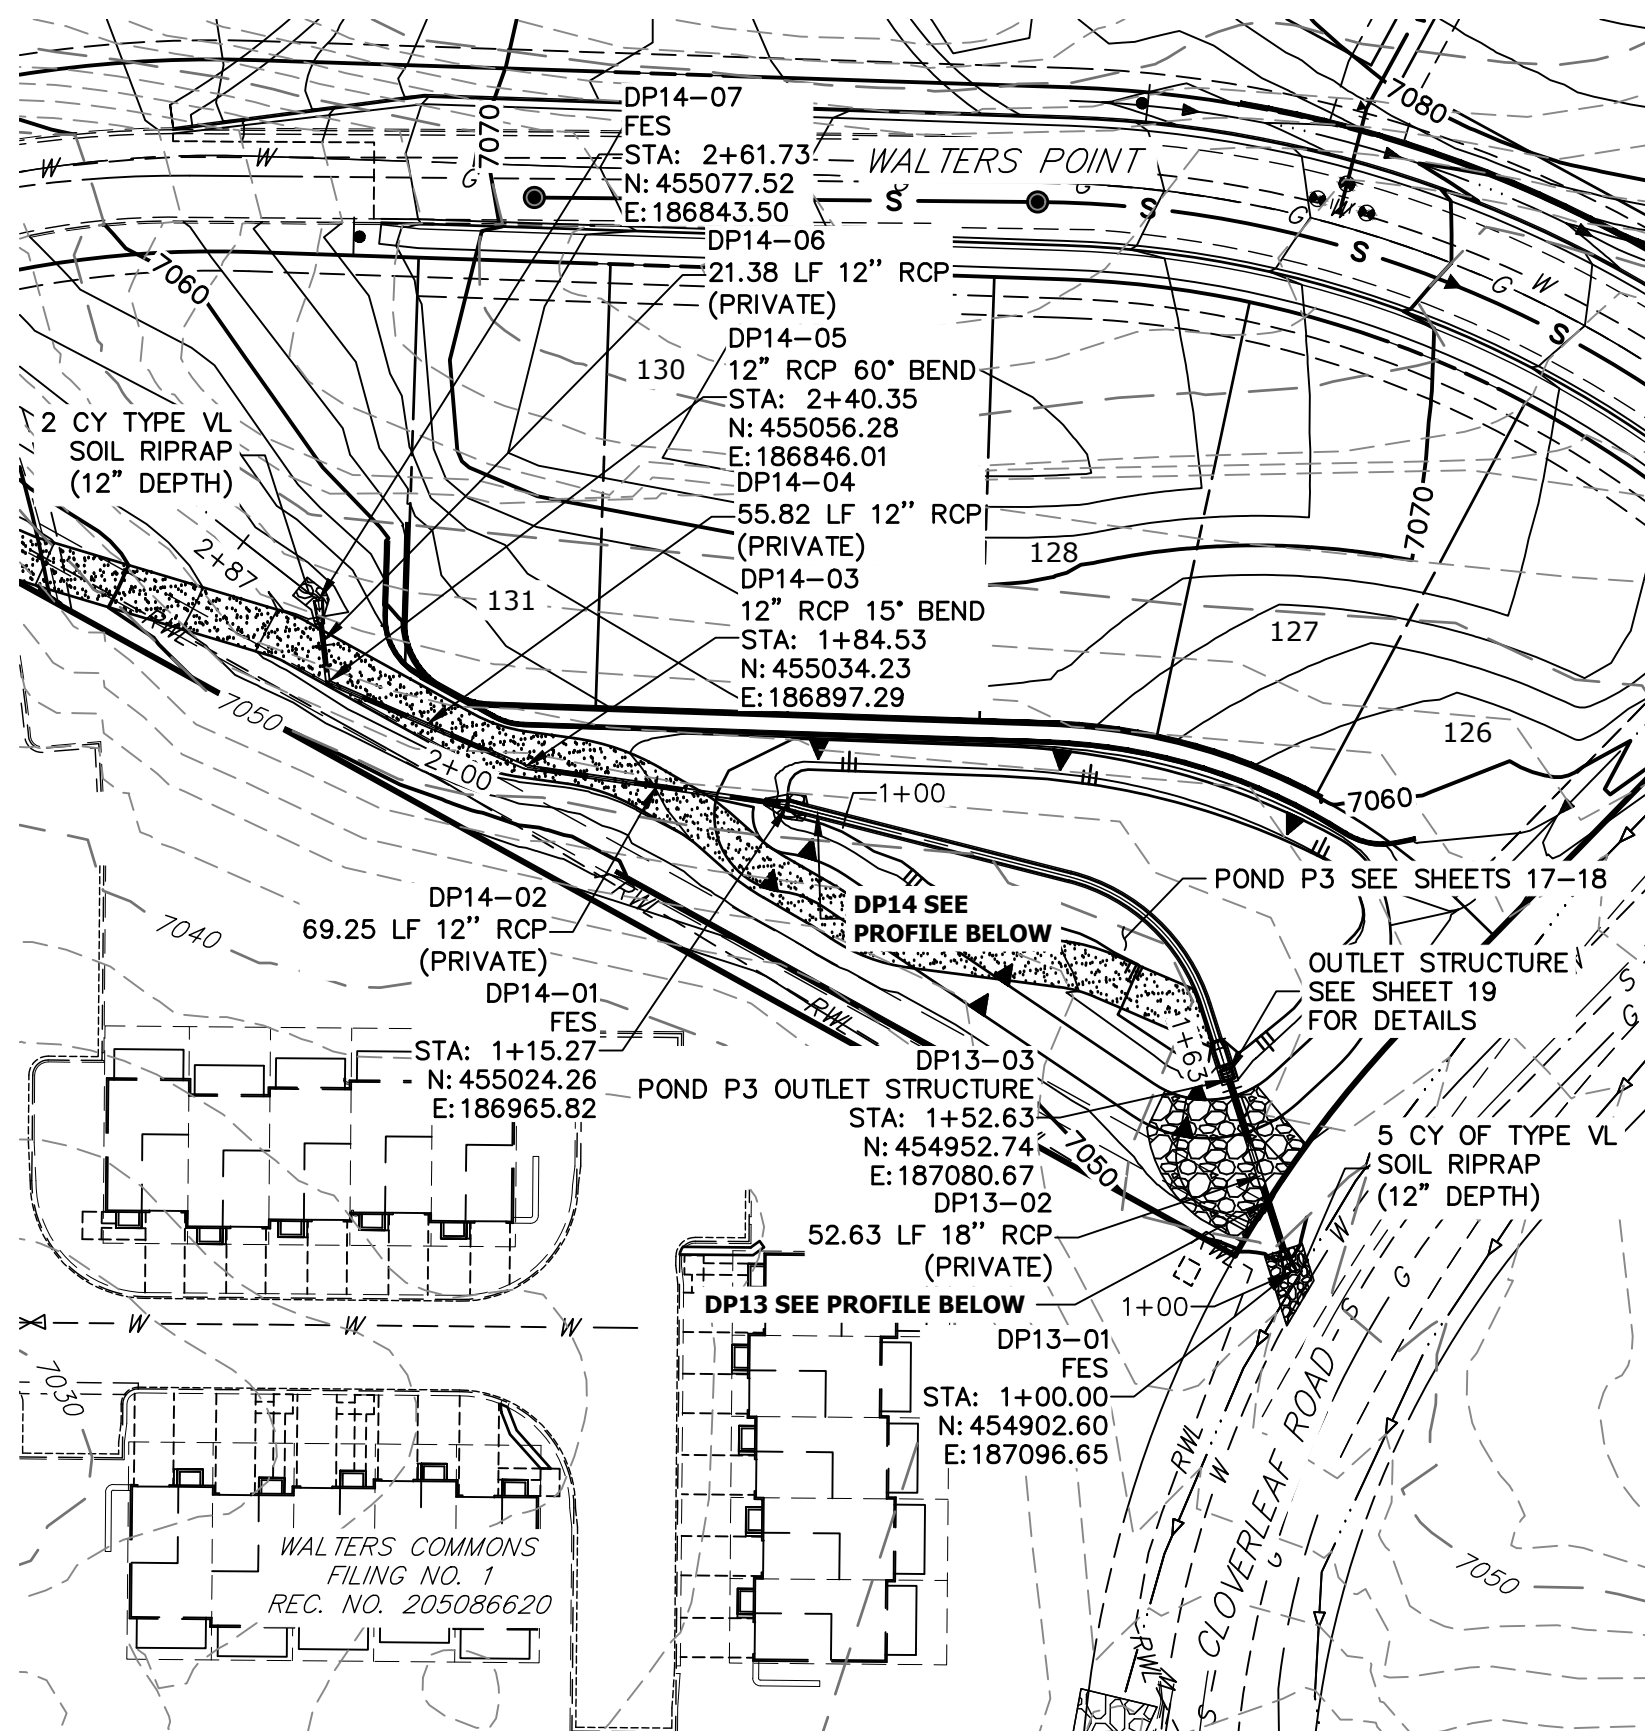 7080
7070
DP14-07
FES
STA: 2+61.73
N: 455077.52
E: 186843.50
WALTERS POINT
W
W
G
G
G
S
S
S
S
G
W
G
W
DP14-06
21.38 LF 12" RCP
(PRIVATE)
7060
DP14-05
12" RCP 60° BEND
STA: 2+40.35
N: 455056.28
E: 186846.01
130
2 CY TYPE VL
SOIL RIPRAP
(12" DEPTH)
DP14-04
55.82 LF 12" RCP
(PRIVATE)
7070
128
2+87
DP14-03
12" RCP 15° BEND
STA: 1+84.53
N: 455034.23
E: 186897.29
131
127
126
RWL
7050
2+00
1+00
7060
POND P3 SEE SHEETS 17-18
RWL
DP14-02
69.25 LF 12" RCP
(PRIVATE)
DP14 SEE
PROFILE BELOW
7040
OUTLET STRUCTURE
SEE SHEET 19
FOR DETAILS
S
G
DP14-01
FES
STA: 1+15.27
N: 455024.26
E: 186965.82
RWL
1+63
DP13-03
POND P3 OUTLET STRUCTURE
STA: 1+52.63
N: 454952.74
E: 187080.67
7050
5 CY OF TYPE VL
SOIL RIPRAP
(12" DEPTH)
DP13-02
52.63 LF 18" RCP
(PRIVATE)
RWL
W
G
S
DP13 SEE PROFILE BELOW
1+00
W
W
W
DP13-01
FES
STA: 1+00.00
N: 454902.60
E: 187096.65
7030
RWL
W
G
CLOVERLEAF ROAD
WALTERS COMMONS
FILING NO. 1
REC. NO. 205086620
7050
RWL
W
S